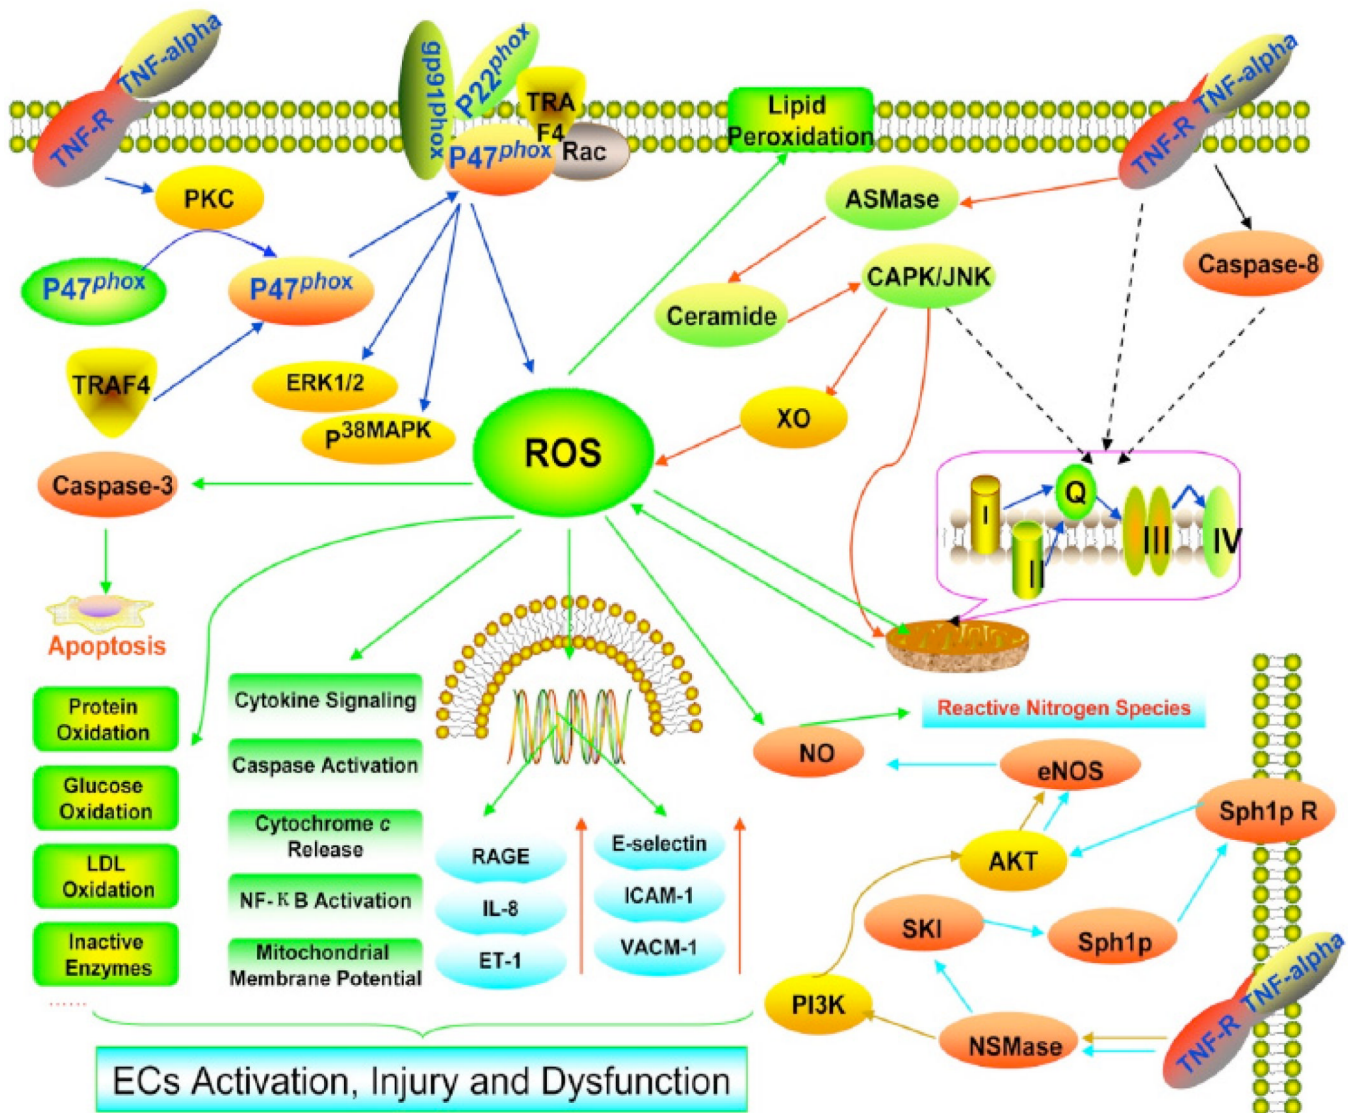 TNF-alpha
TNF-R
gp91phox
P22phox
TRA
F4
P47phox
Rac
Lipid
Peroxidation
TNF-alpha
TNF-R
PKC
ASMase
P47phox
P47phox
CAPK/JNK
Caspase-8
Ceramide
TRAF4
ERK1/2
P38MAPK
XO
ROS
Caspase-3
I
Q
II
III
IV
Apoptosis
Protein
Oxidation
Glucose
Oxidation
LDL
Oxidation
Inactive
Enzymes
......
Cytokine Signaling
Caspase Activation
Cytochrome c
Release
NF-κB Activation
Mitochondrial
Membrane Potential
RAGE
IL-8
ET-1
E-selectin
ICAM-1
VACM-1
NO
Reactive Nitrogen Species
eNOS
Sph1p R
AKT
SKI
Sph1p
PI3K
NSMase
TNF-alpha
TNF-R
ECs Activation, Injury and Dysfunction